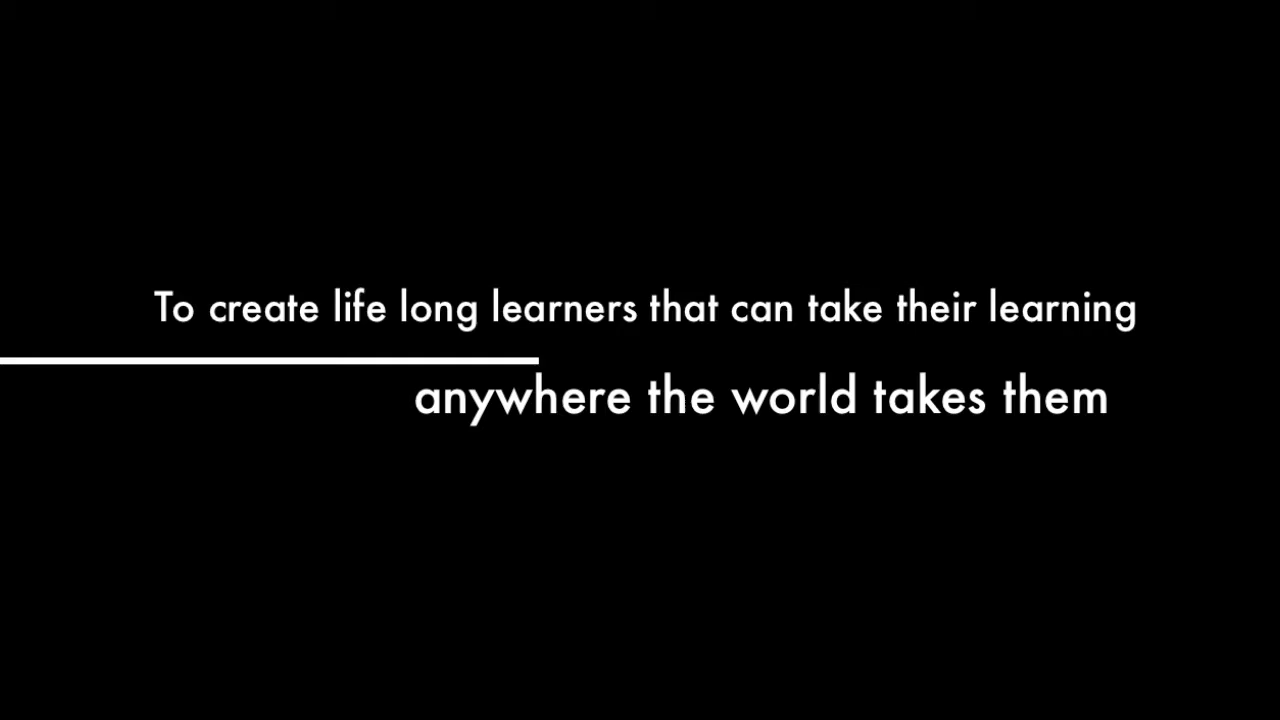 To create life long learners that can take their learning
anywhere the world takes them